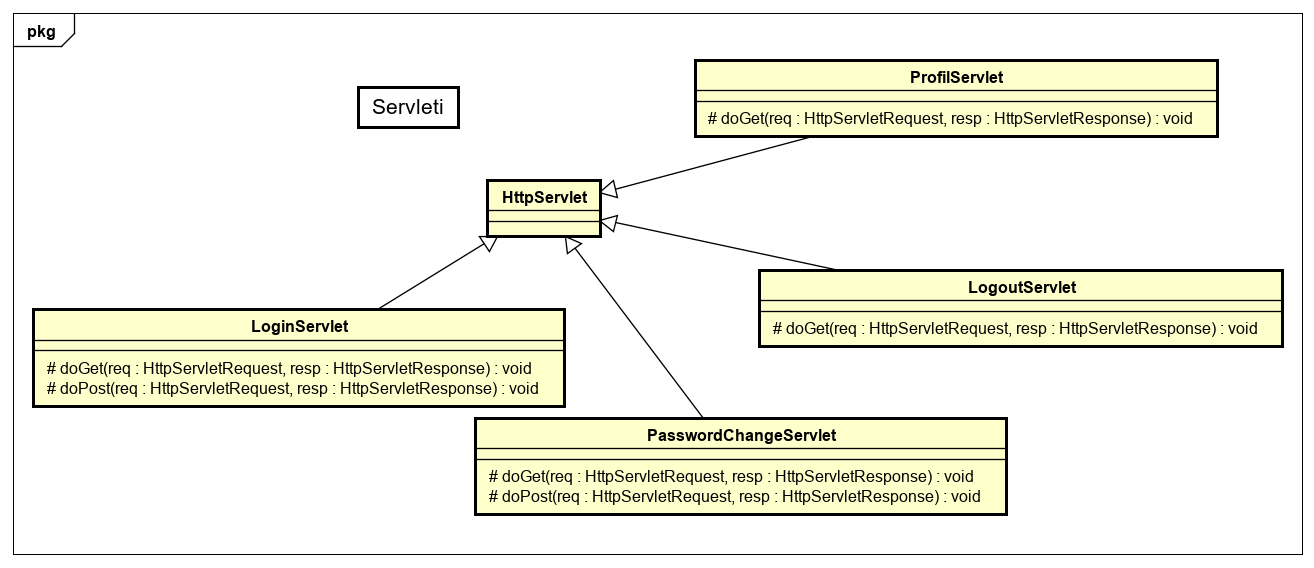 pkg
Servleti
ProfilServlet
# doGet(req : HttpServletRequest, resp : HttpServletResponse) : void
HttpServlet
LogoutServlet
# doGet(req : HttpServletRequest, resp : HttpServletResponse) : void
LoginServlet
# doGet(req : HttpServletRequest, resp : HttpServletResponse) : void
# doPost(req : HttpServletRequest, resp : HttpServletResponse) : void
PasswordChangeServlet
# doGet(req : HttpServletRequest, resp : HttpServletResponse) : void
# doPost(req : HttpServletRequest, resp : HttpServletResponse) : void